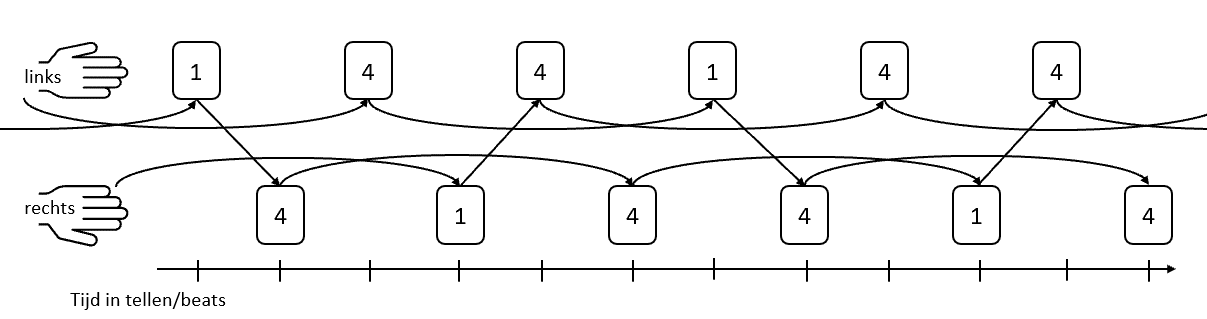 links
1 4 4 1 4 4
rechts
4 1 4 4 1 4
Tijd in tellen/beats